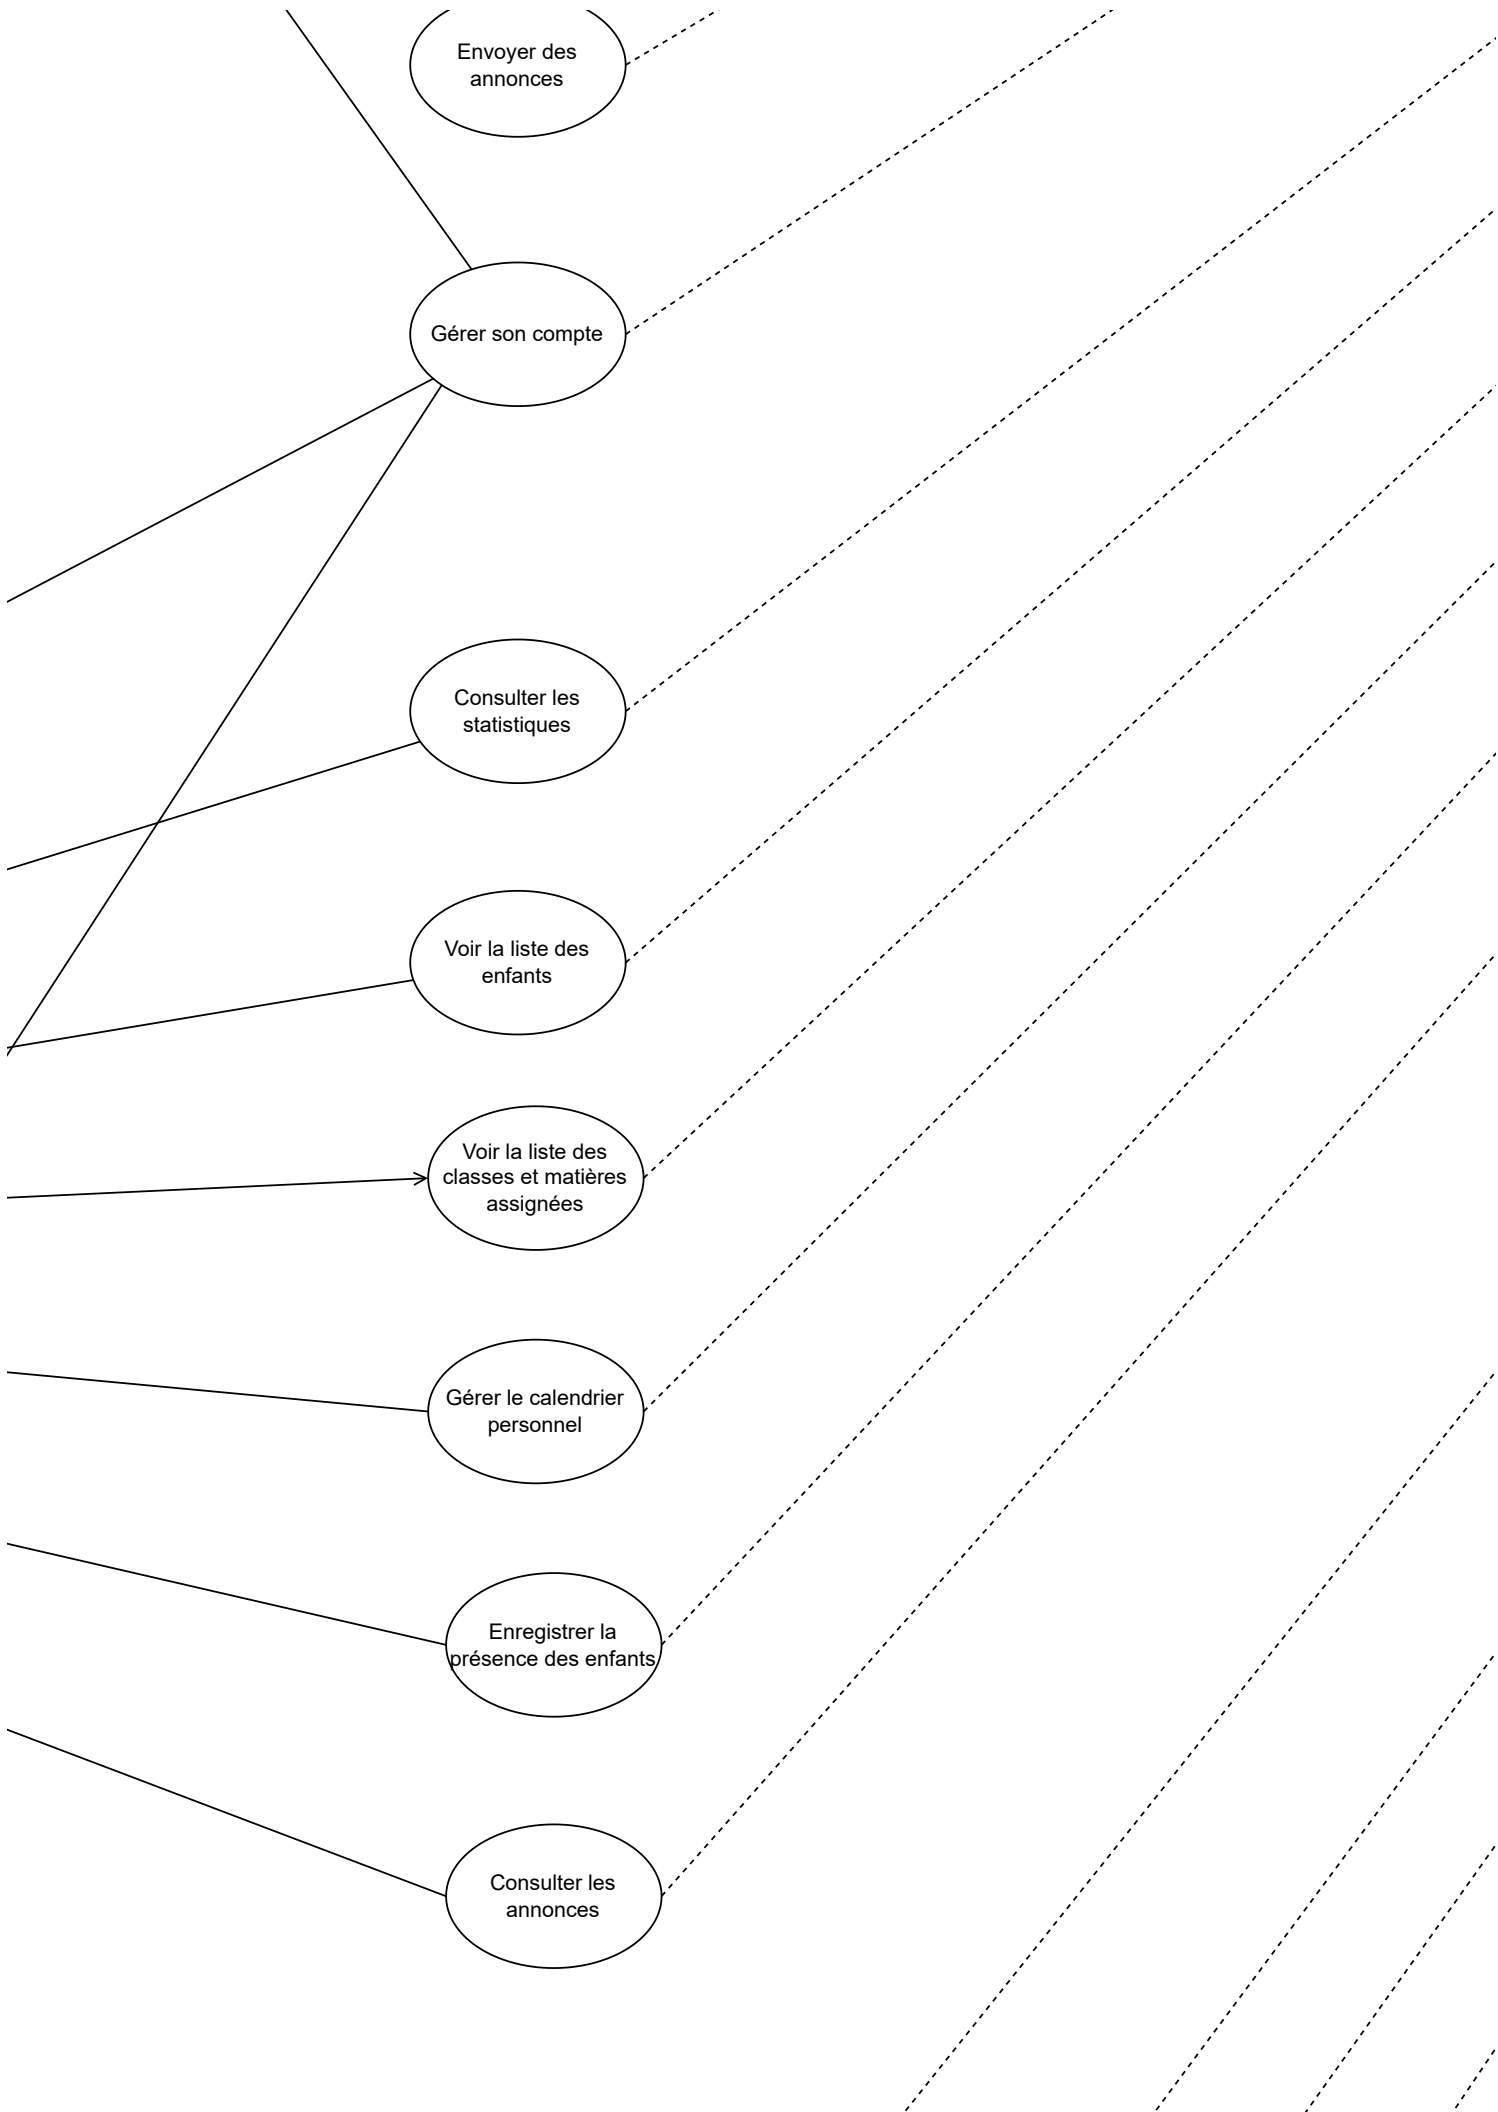 Envoyer des
annonces
Gérer son compte
Consulter les
statistiques
Voir la liste des
enfants
Voir la liste des
classes et matières
assignées
Gérer le calendrier
personnel
Enregistrer la
présence des enfants
Consulter les
annonces